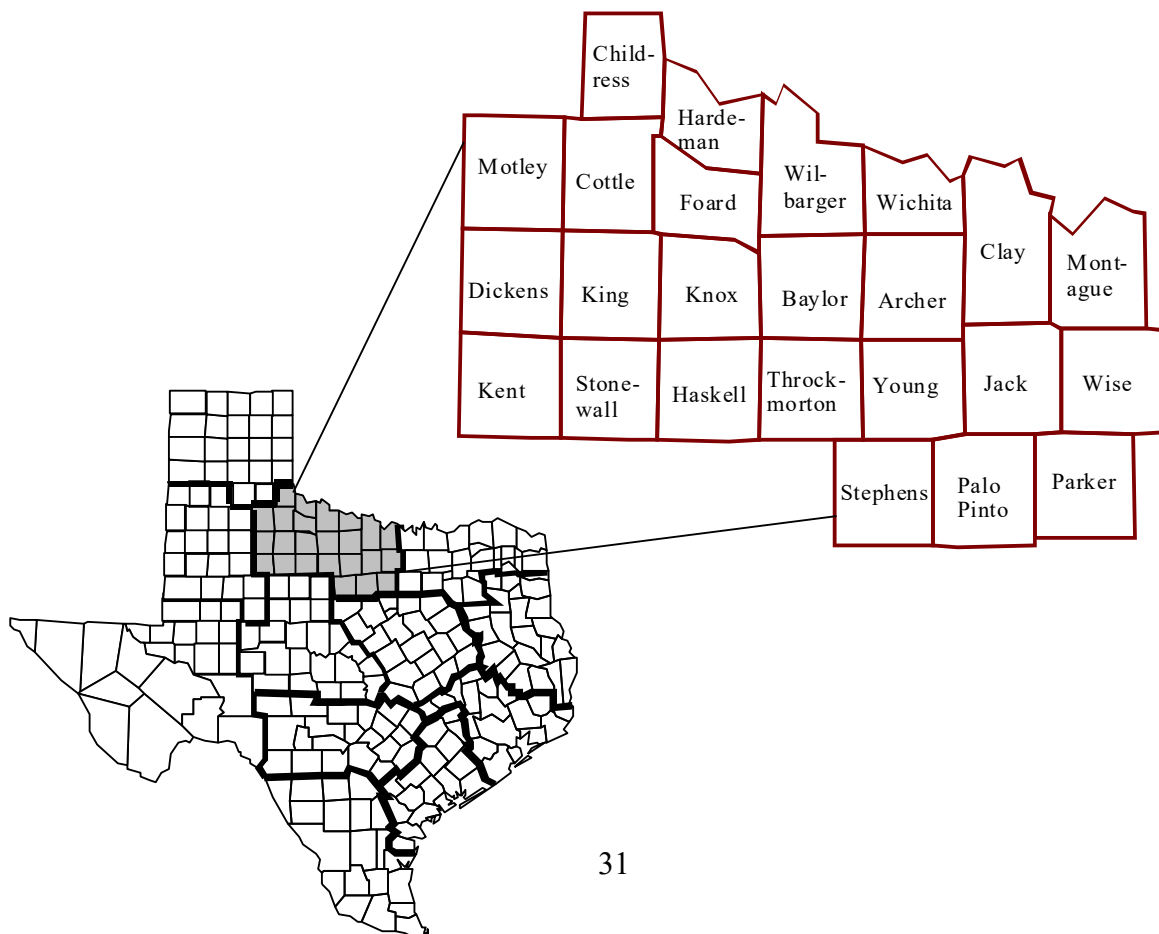 Child-
ress
Harde-
man
Motley
Cottle
Foard
Wil-
barger
Wichita
Clay
Mont-
ague
Dickens
King
Knox
Baylor
Archer
Kent
Stone-
wall
Haskell
Throck-
morton
Young
Jack
Wise
Stephens
Palo
Pinto
Parker
31